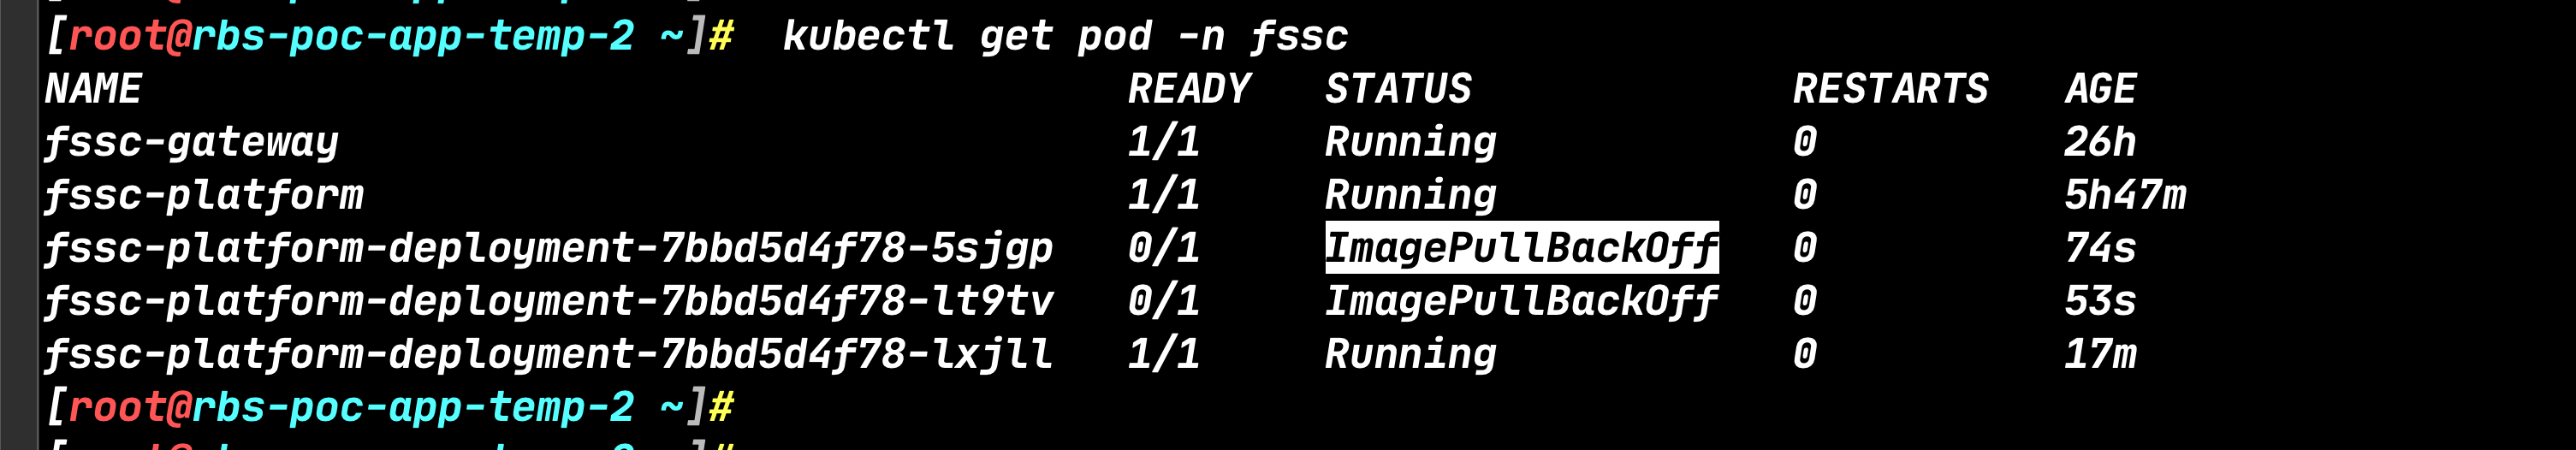 [root@rbs-poc-app-temp-2 ~]#  kubectl get pod -n fssc
NAME                                        READY   STATUS             RESTARTS   AGE
fssc-gateway                                1/1     Running            0          26h
fssc-platform                               1/1     Running            0          5h47m
fssc-platform-deployment-7bbd5d4f78-5sjgp   0/1     ImagePullBackOff   0          74s
fssc-platform-deployment-7bbd5d4f78-lt9tv   0/1     ImagePullBackOff   0          53s
fssc-platform-deployment-7bbd5d4f78-lxjll   1/1     Running            0          17m
[root@rbs-poc-app-temp-2 ~]#